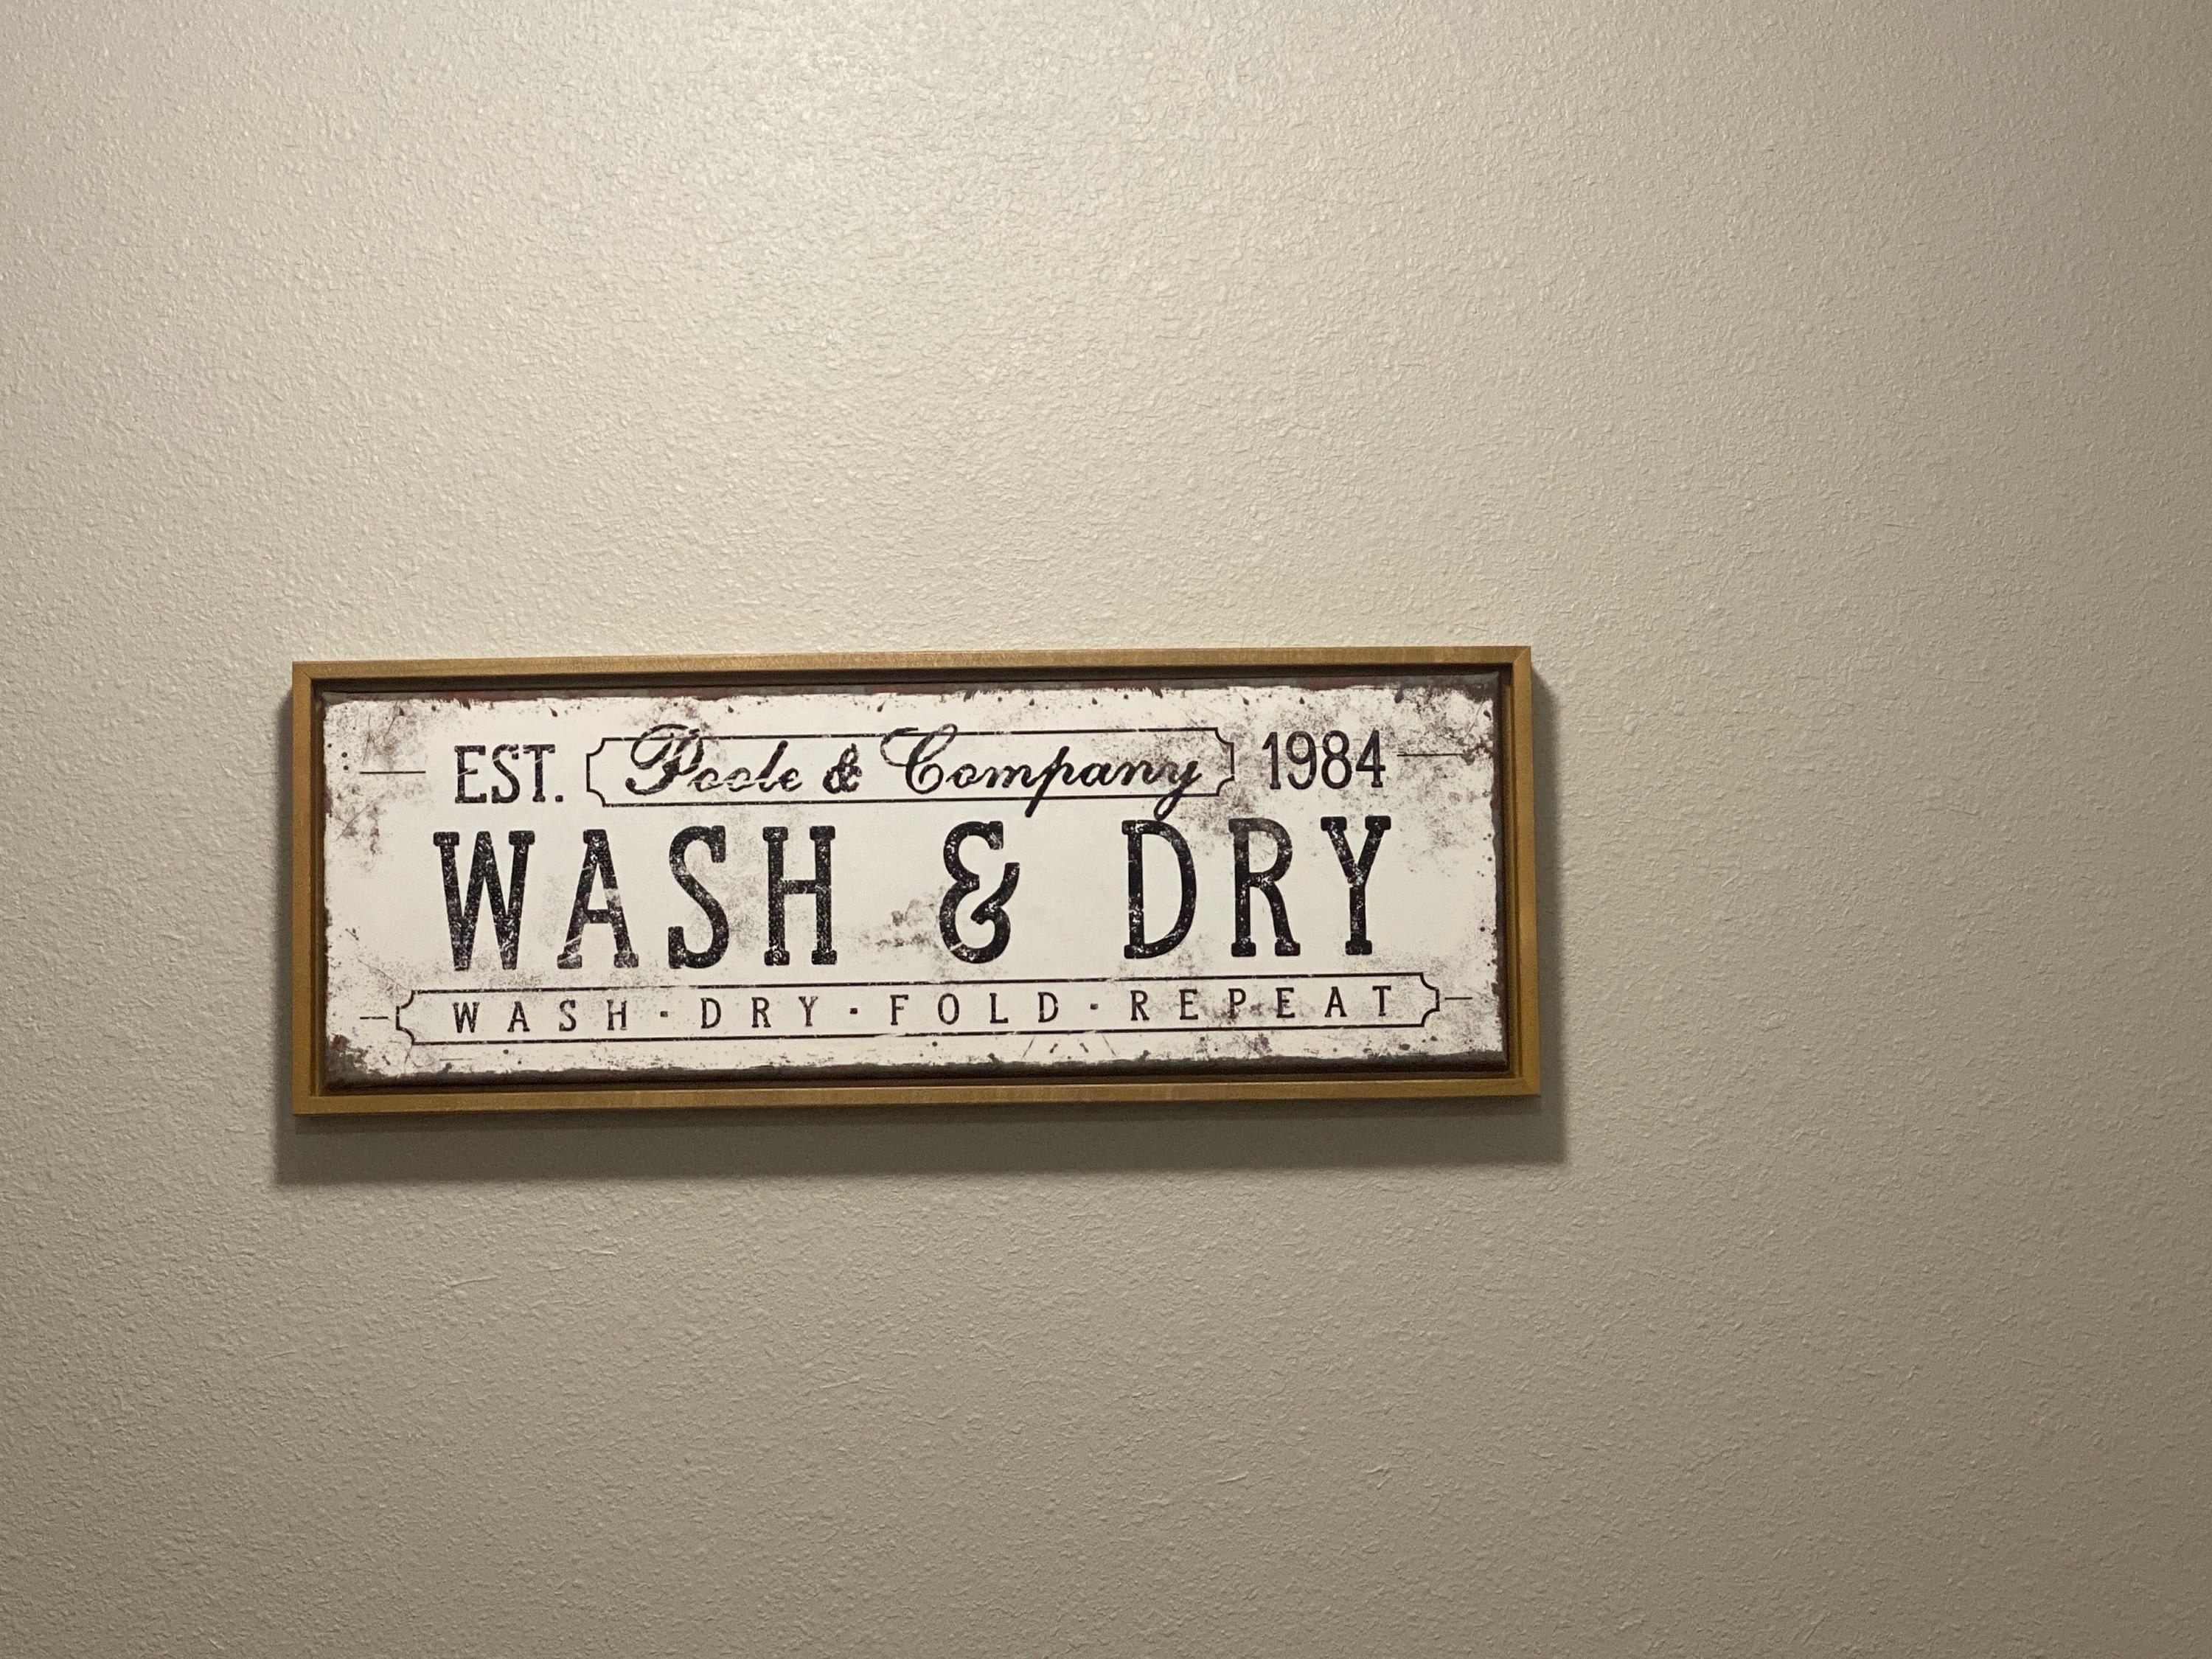 EST. Poole & Company 1984
WASH & DRY
WASH · DRY · FOLD · REPEAT